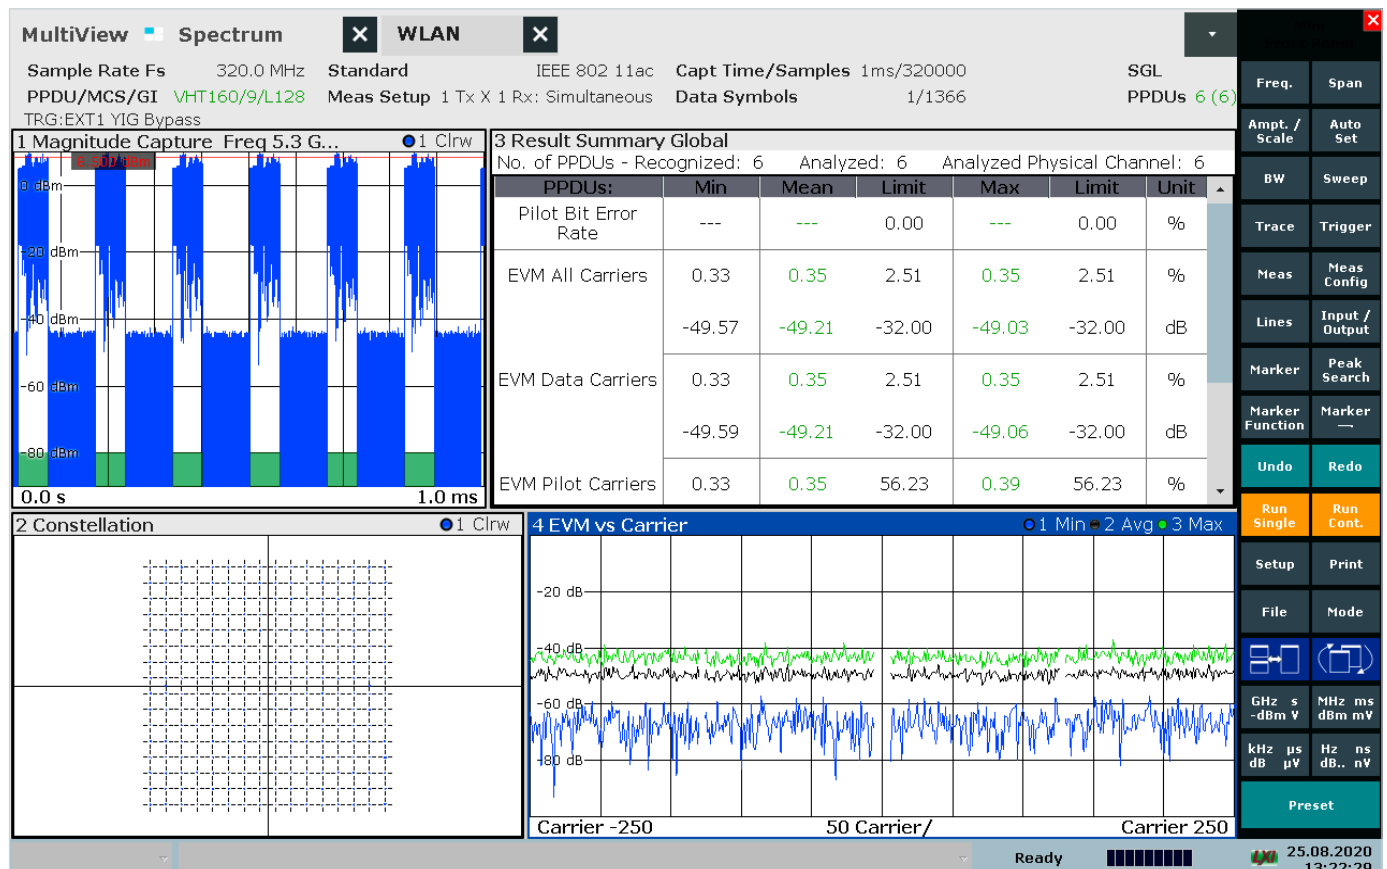 MultiView Spectrum WLAN
Sample Rate Fs 320.0 MHz Standard IEEE 802 11ac Capt Time/Samples 1ms/320000 SGL
PPDU/MCS/GI VHT160/9/L128 Meas Setup 1 Tx X 1 Rx: Simultaneous Data Symbols 1/1366 PPDUs 6 (6)
TRG:EXT1 YIG Bypass
1 Magnitude Capture Freq 5.3 G... 1 Clrw
0 dBm
-20 dBm
-40 dBm
-60 dBm
-80 dBm
0.0 s 1.0 ms
3 Result Summary Global
No. of PPDUs - Recognized: 6 Analyzed: 6 Analyzed Physical Channel: 6
PPDUs: Min Mean Limit Max Limit Unit
Pilot Bit Error
Rate --- --- 0.00 --- 0.00 %
EVM All Carriers 0.33 0.35 2.51 0.35 2.51 %
-49.57 -49.21 -32.00 -49.03 -32.00 dB
EVM Data Carriers 0.33 0.35 2.51 0.35 2.51 %
-49.59 -49.21 -32.00 -49.06 -32.00 dB
EVM Pilot Carriers 0.33 0.35 56.23 0.39 56.23 %
2 Constellation 1 Clrw
4 EVM vs Carrier 1 Min 2 Avg 3 Max
-20 dB
-40 dB
-60 dB
-80 dB
Carrier -250 50 Carrier/ Carrier 250
Freq. Span
Ampt. / Auto
Scale Set
BW Sweep
Trace Trigger
Meas Meas
Config
Lines Input /
Output
Marker Peak
Search
Marker Marker
Function →
Undo Redo
Run Run
Single Cont.
Setup Print
File Mode
GHz s MHz ms
-dBm V dBm mV
kHz µs Hz ns
dB µV dB.. nV
Preset
Ready
LXI 25.08.2020
13:22:29